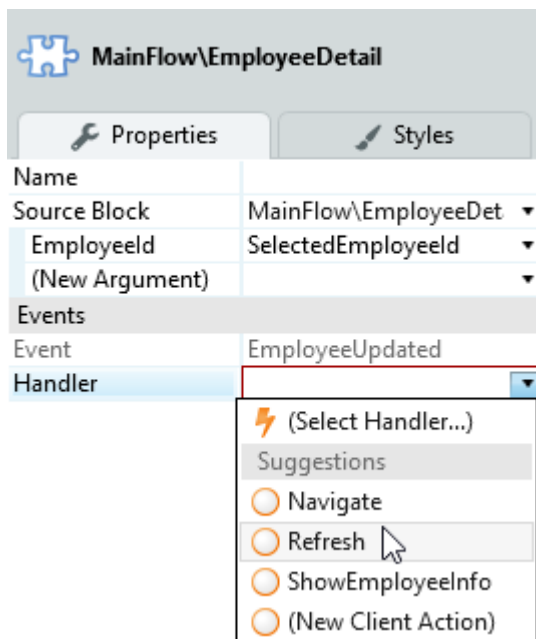 MainFlow\EmployeeDetail
Properties Styles
Name
Source Block MainFlow\EmployeeDet
EmployeeId SelectedEmployeeId
(New Argument)
Events
Event EmployeeUpdated
Handler
(Select Handler...)
Suggestions
Navigate
Refresh
ShowEmployeeInfo
(New Client Action)